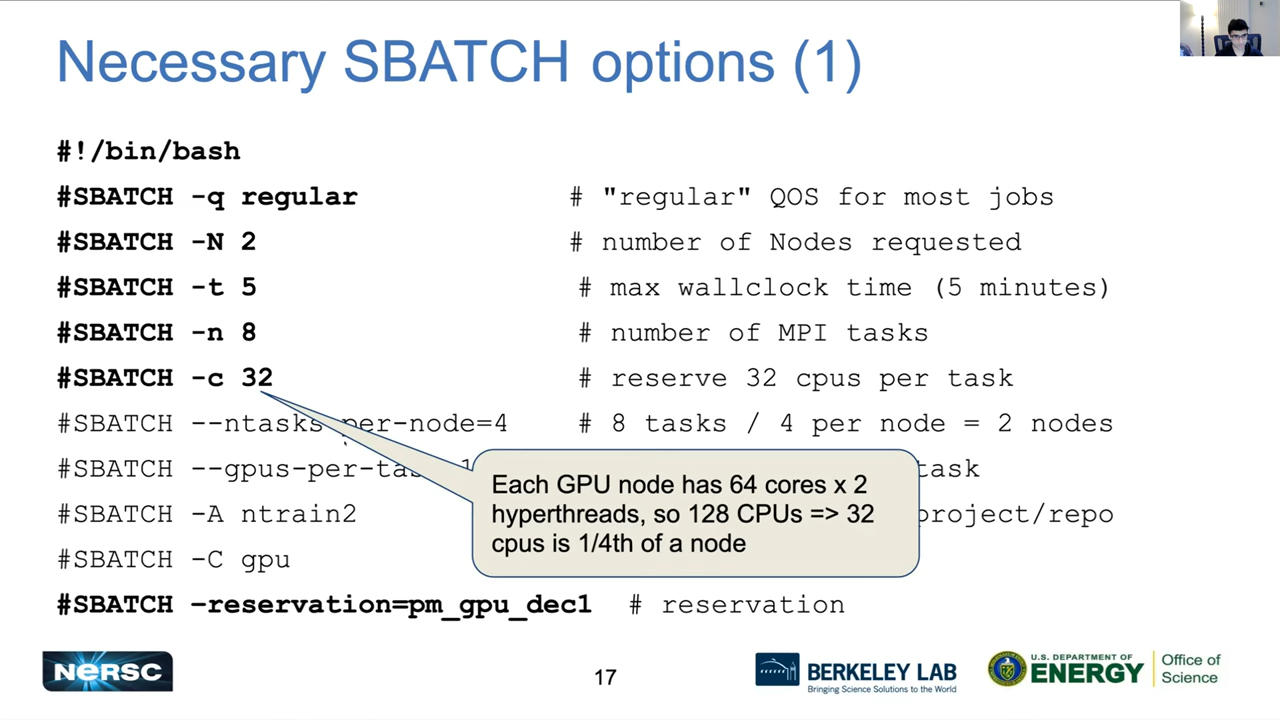 Necessary SBATCH options (1)
#!/bin/bash
#SBATCH -q regular # "regular" QOS for most jobs
#SBATCH -N 2 # number of Nodes requested
#SBATCH -t 5 # max wallclock time (5 minutes)
#SBATCH -n 8 # number of MPI tasks
#SBATCH -c 32 # reserve 32 cpus per task
#SBATCH --ntasks-per-node=4 # 8 tasks / 4 per node = 2 nodes
#SBATCH --gpus-per-task=1 task
#SBATCH -A ntrain2 project/repo
#SBATCH -C gpu
#SBATCH –reservation=pm_gpu_dec1 # reservation
Each GPU node has 64 cores x 2
hyperthreads, so 128 CPUs => 32
cpus is 1/4th of a node
NERSC
17
BERKELEY LAB
Bringing Science Solutions to the World
U.S. DEPARTMENT OF
ENERGY
Office of
Science